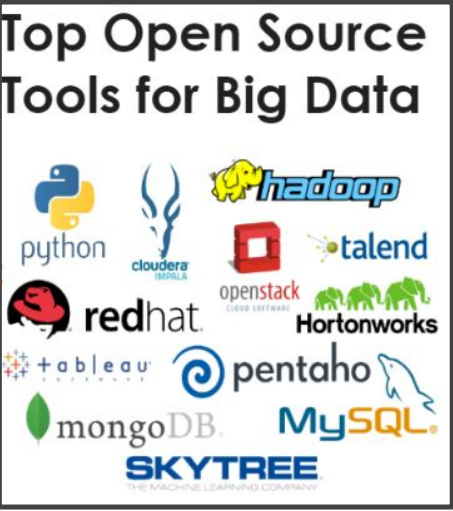 Top Open Source
Tools for Big Data
hadoop
python
cloudera
IMPALA
openstack
CLOUD SOFTWARE
talend
redhat.
Hortonworks
+ a b | e a u
SOFTWARE
pentaho
mongoDB.
MySQL.
SKYTREE
THE MACHINE LEARNING COMPANY